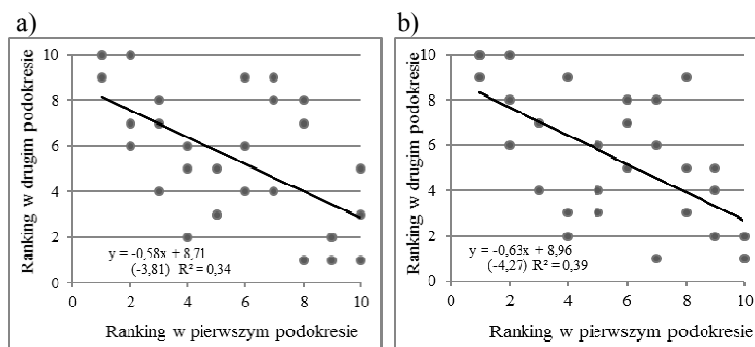 a)
b)
Ranking w drugim podokresie
10
8
6
4
2
0
y = -0,58x + 8,71
(-3,81) R² = 0,34
0 2 4 6 8 10
Ranking w pierwszym podokresie
Ranking w drugim podokresie
10
8
6
4
2
0
y = -0,63x + 8,96
(-4,27) R² = 0,39
0 2 4 6 8 10
Ranking w pierwszym podokresie